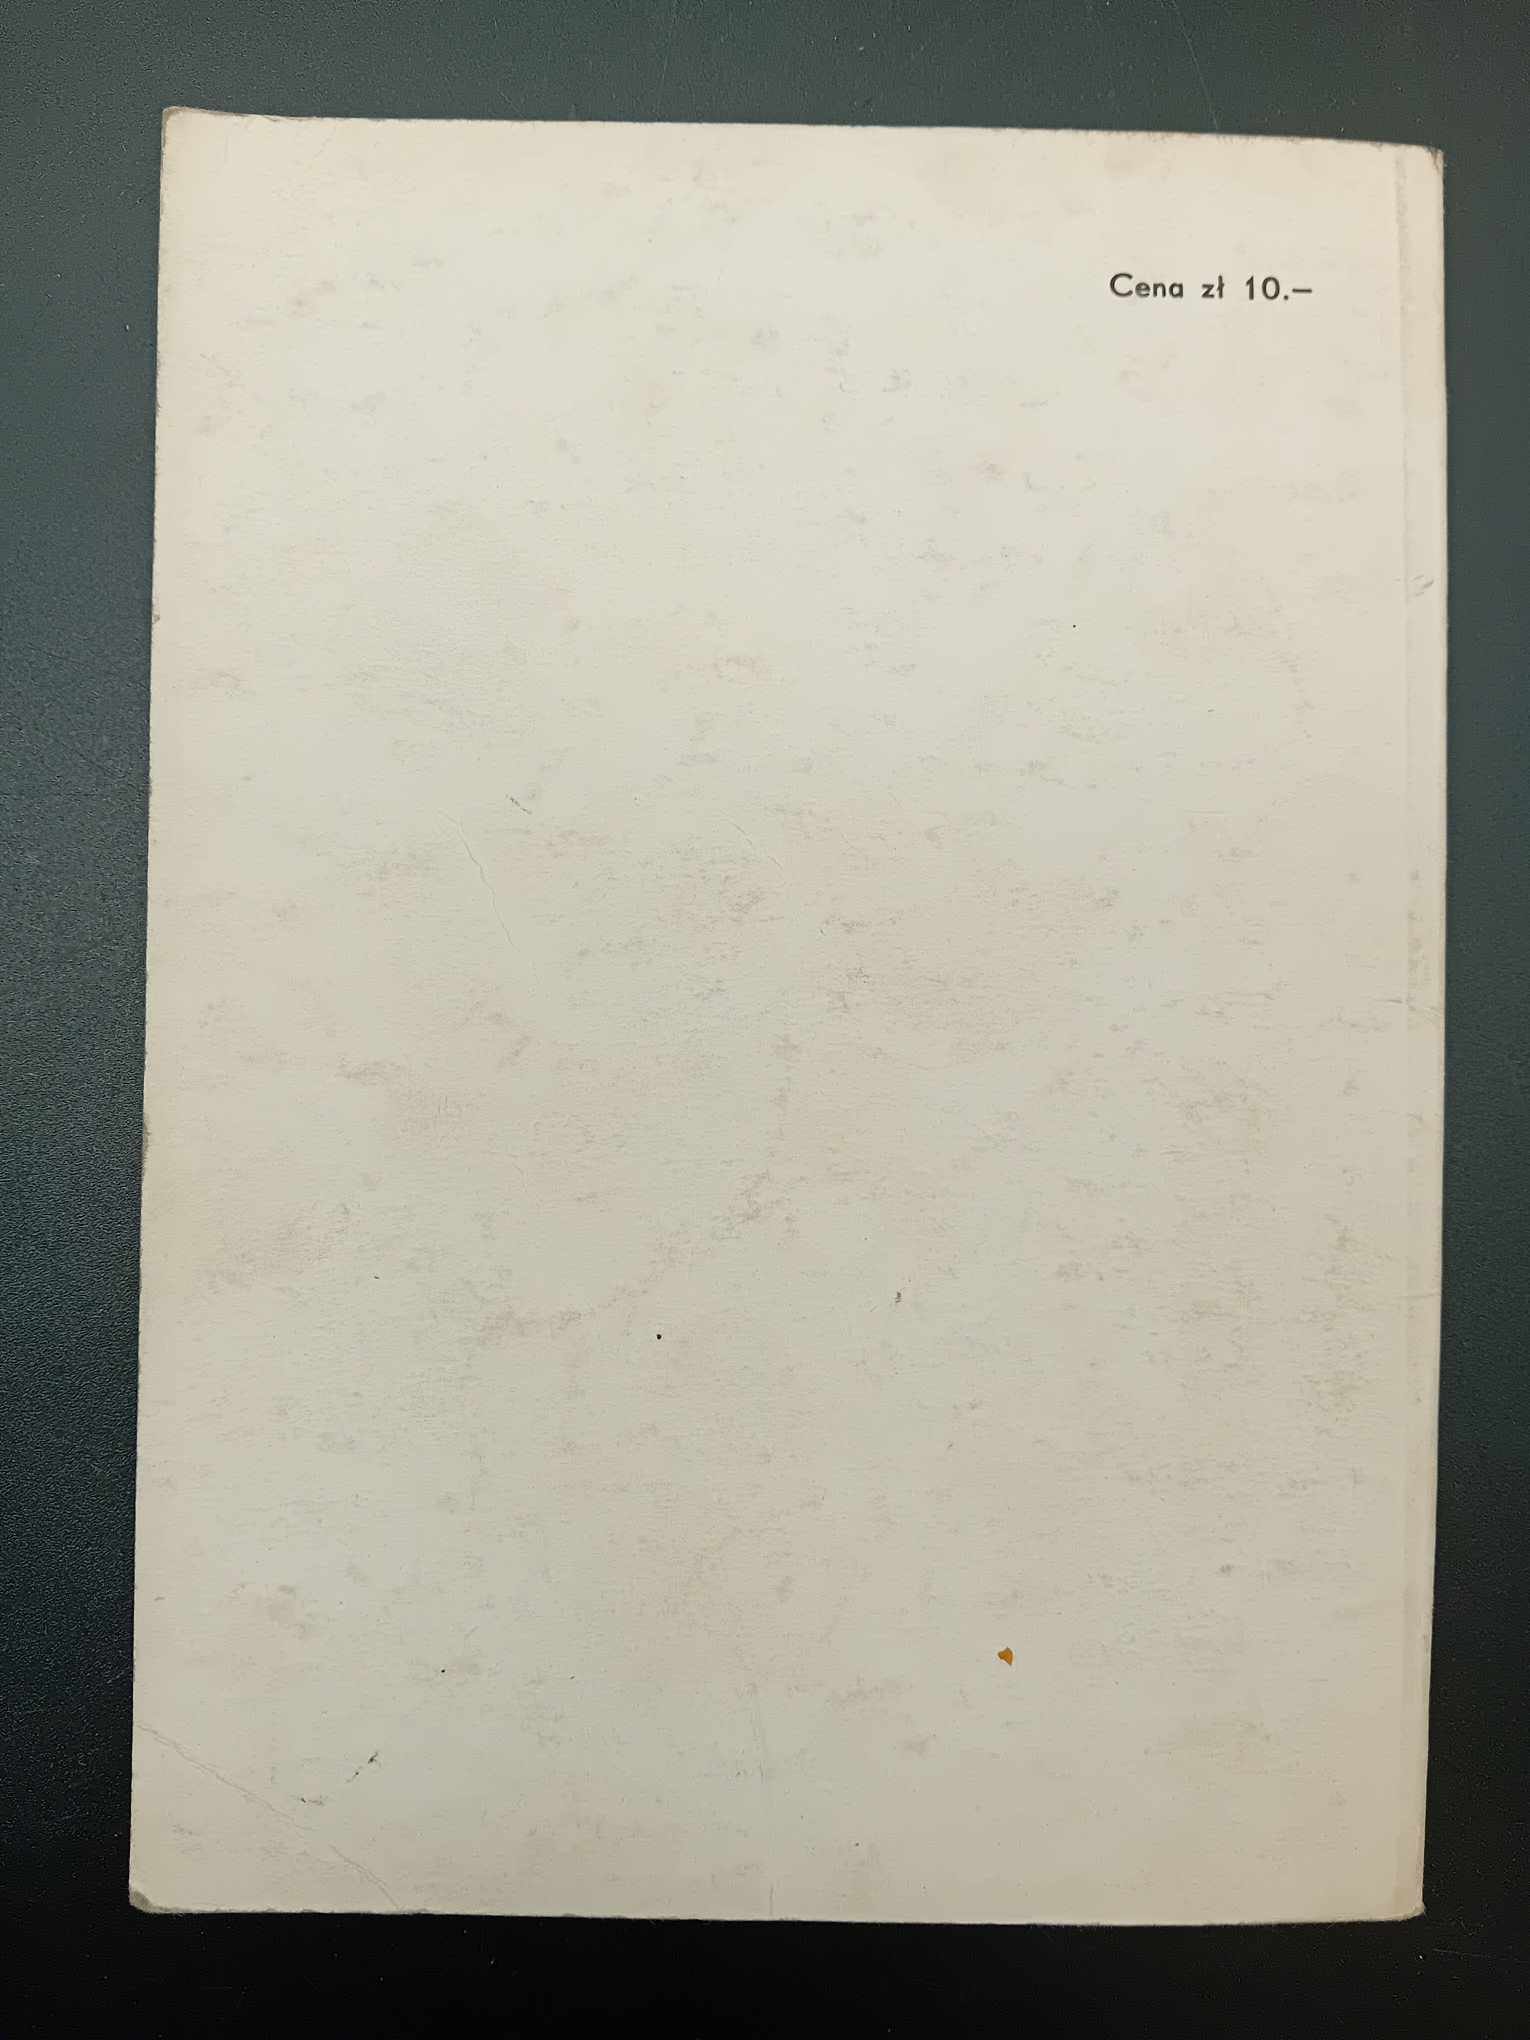 Cena zł 10.—